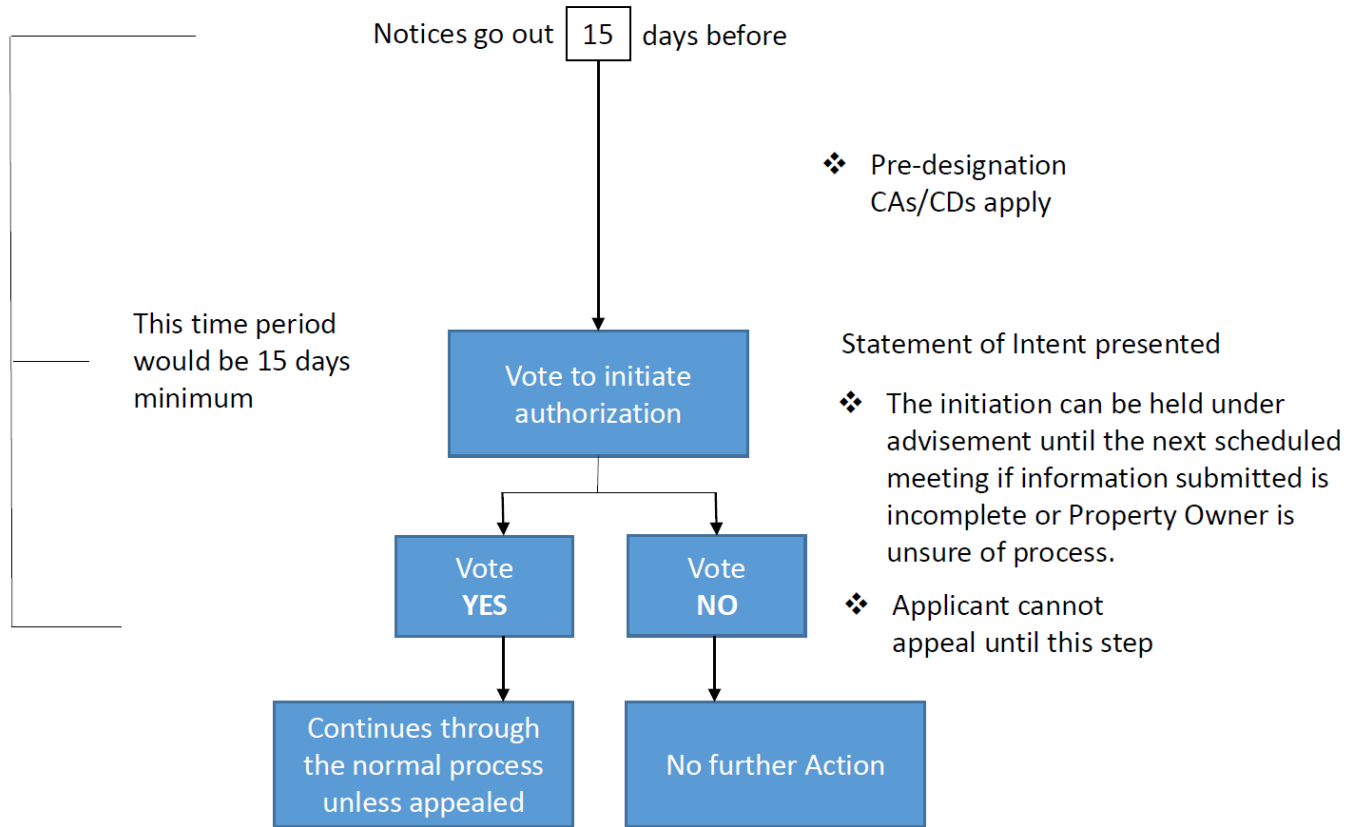 Notices go out 15 days before
❖ Pre-designation
CAs/CDs apply
This time period
would be 15 days
minimum
Vote to initiate
authorization
Statement of Intent presented
❖ The initiation can be held under
advisement until the next scheduled
meeting if information submitted is
incomplete or Property Owner is
unsure of process.
Vote
YES
Vote
NO
❖ Applicant cannot
appeal until this step
Continues through
the normal process
unless appealed
No further Action